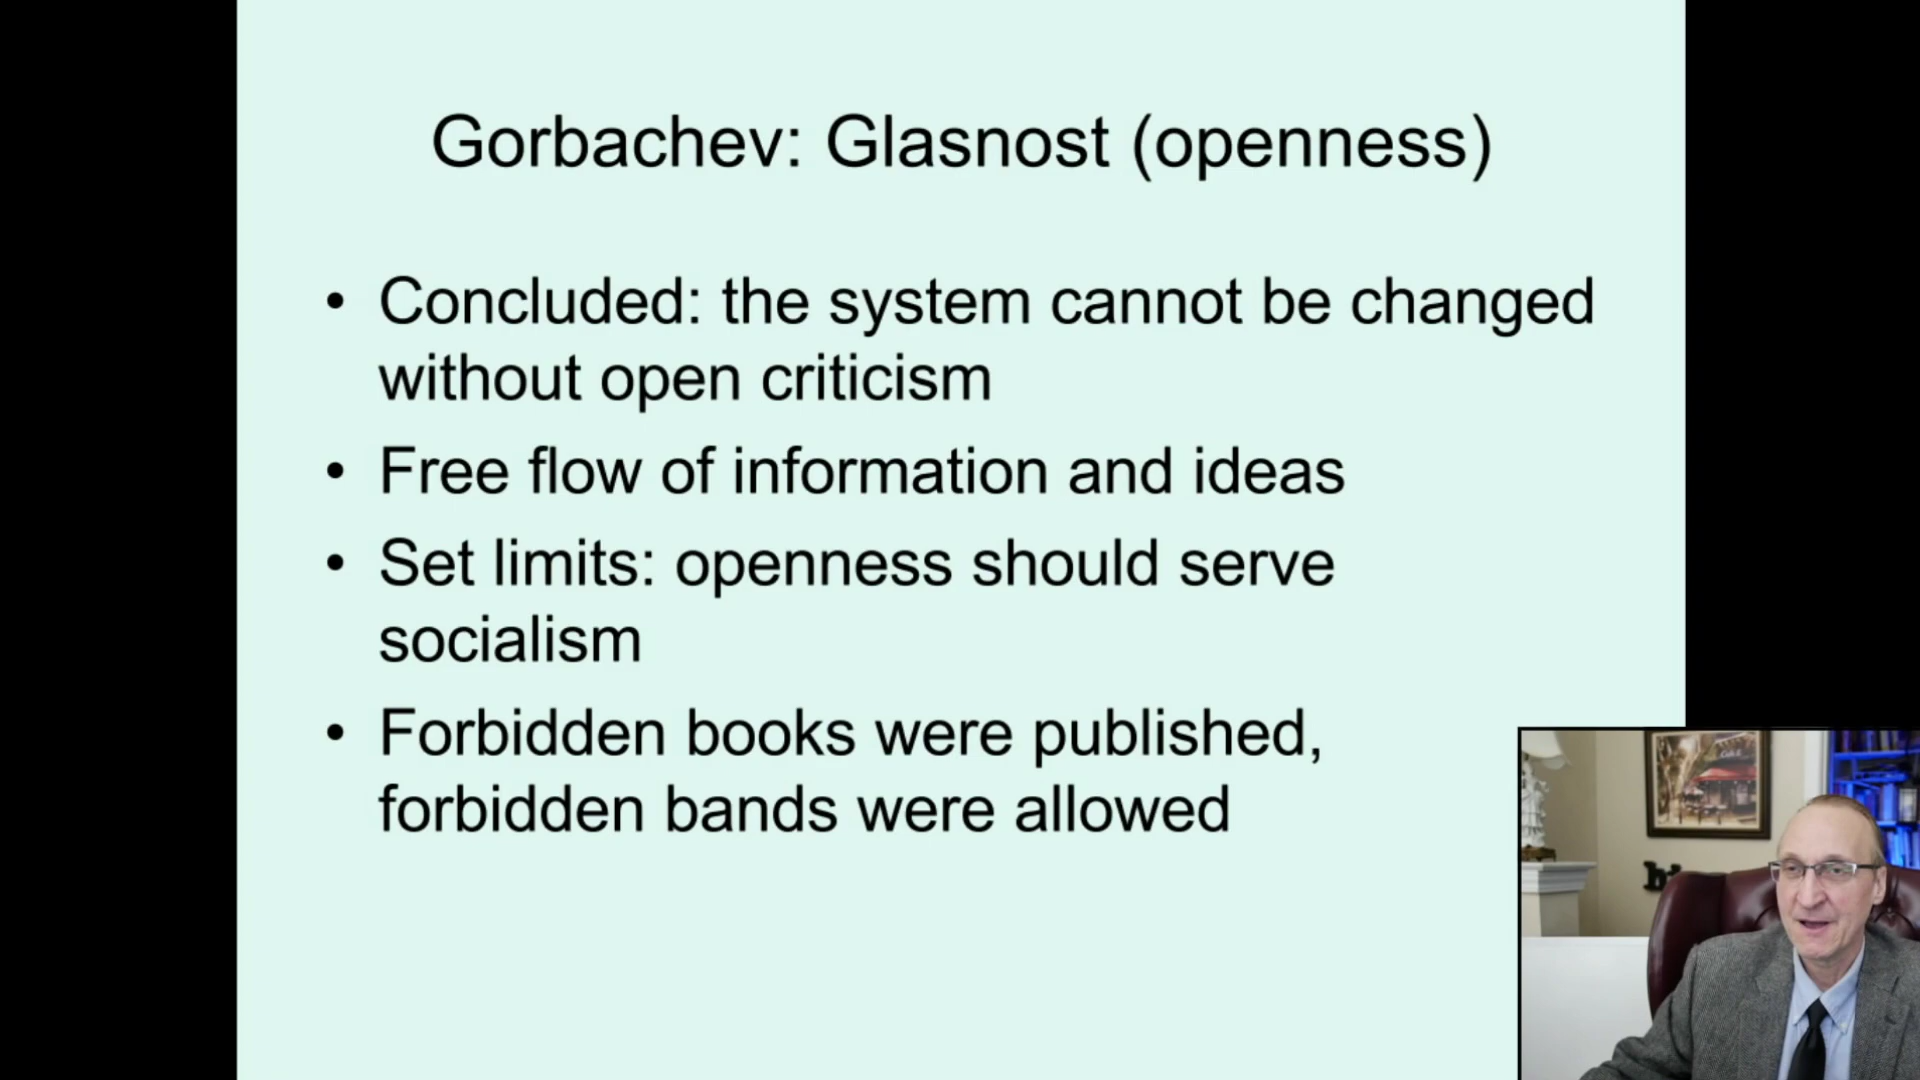 Gorbachev: Glasnost (openness)
• Concluded: the system cannot be changed
without open criticism
• Free flow of information and ideas
• Set limits: openness should serve
socialism
• Forbidden books were published,
forbidden bands were allowed